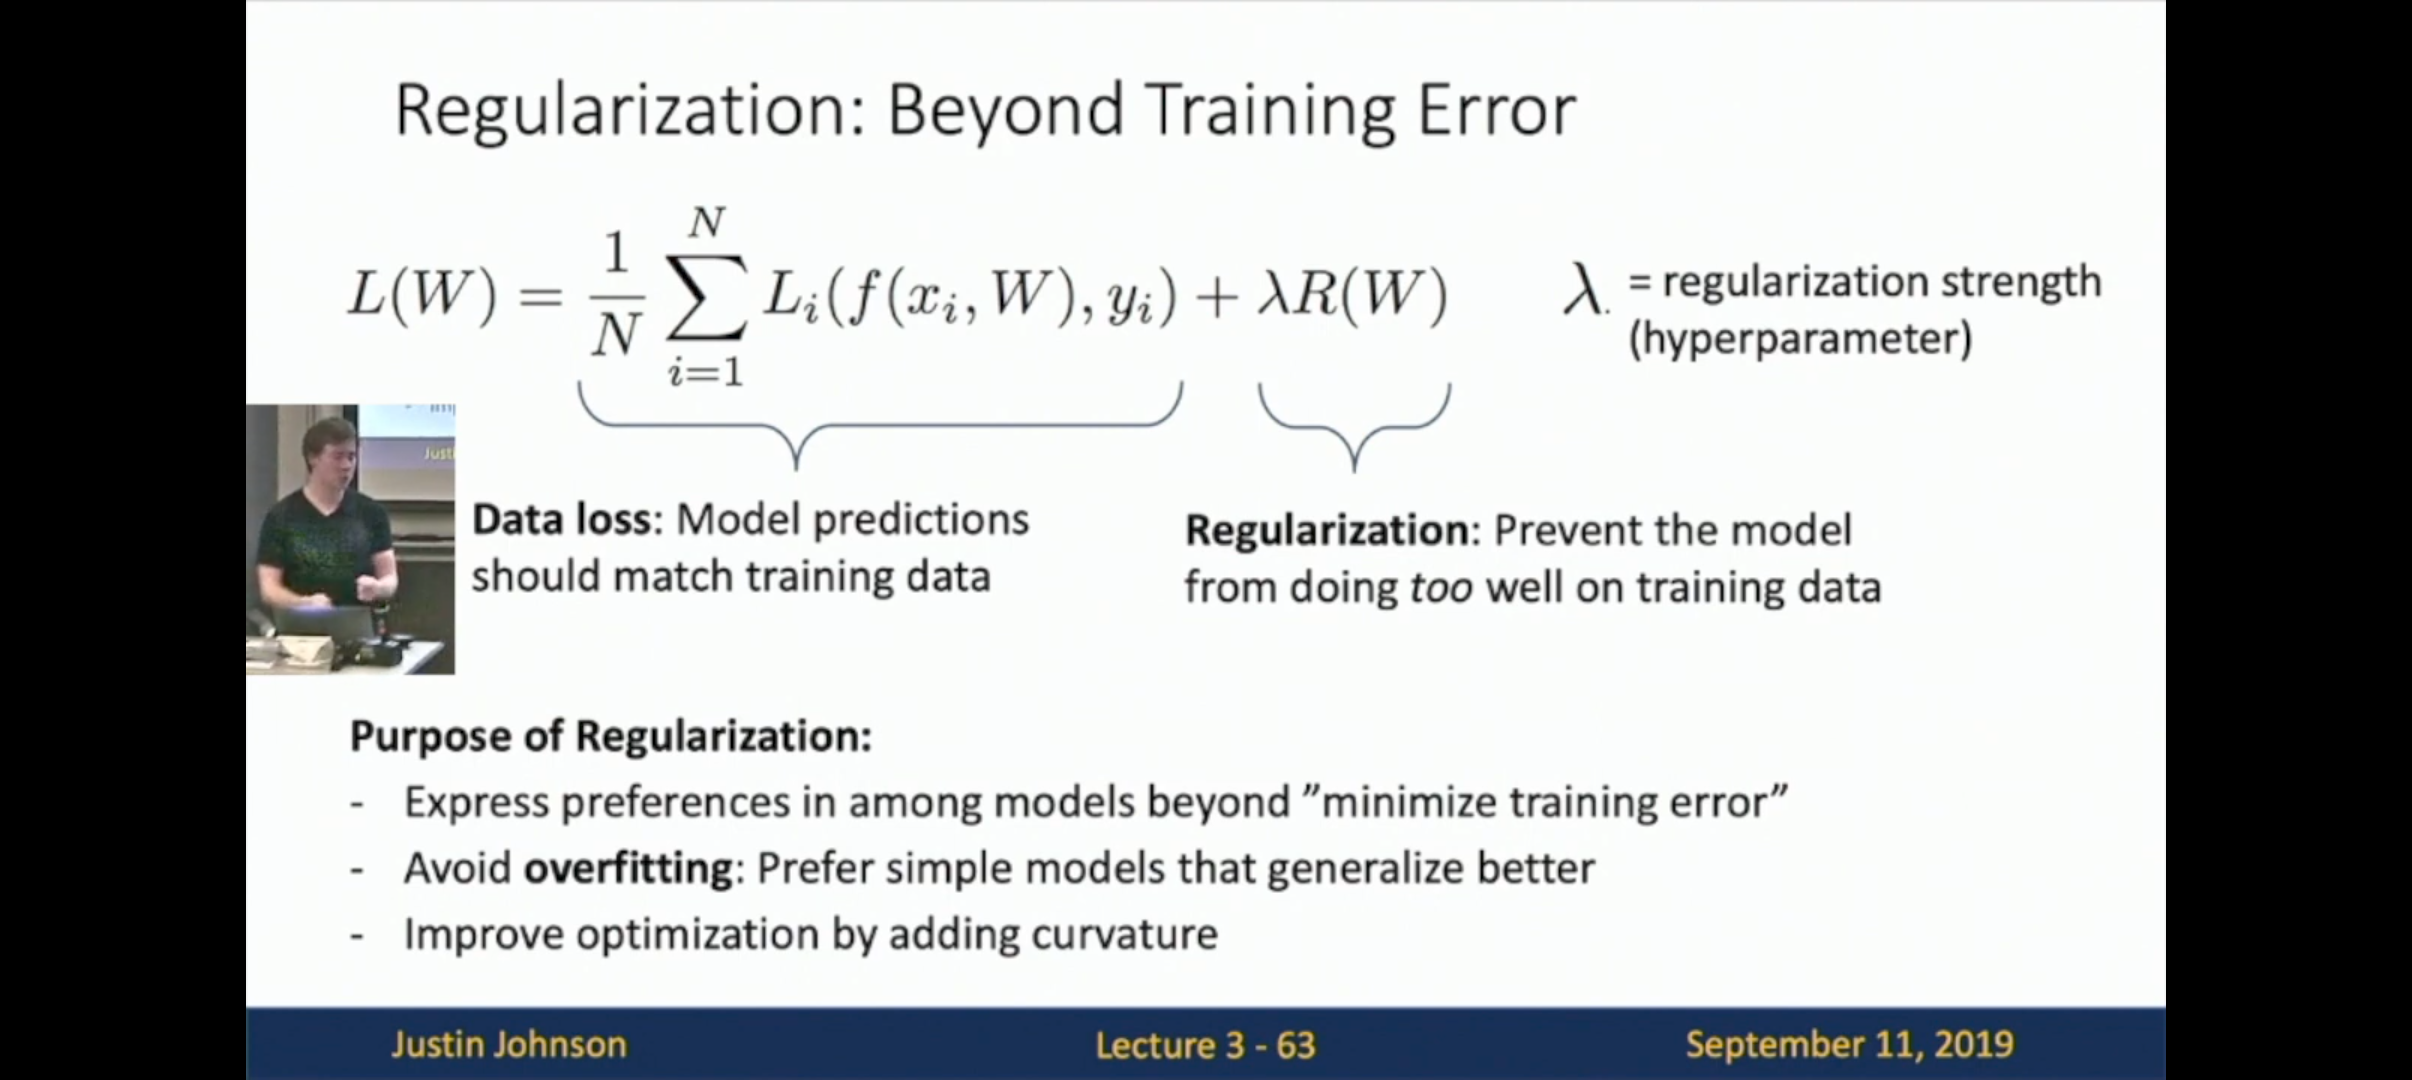 Regularization: Beyond Training Error
L(W) = \frac{1}{N} \sum_{i=1}^{N} L_i(f(x_i, W), y_i) + λR(W)
λ. = regularization strength
(hyperparameter)
Just
Data loss: Model predictions
should match training data
Regularization: Prevent the model
from doing too well on training data
Purpose of Regularization:
- Express preferences in among models beyond ”minimize training error”
- Avoid overfitting: Prefer simple models that generalize better
- Improve optimization by adding curvature
Justin Johnson
Lecture 3 - 63
September 11, 2019